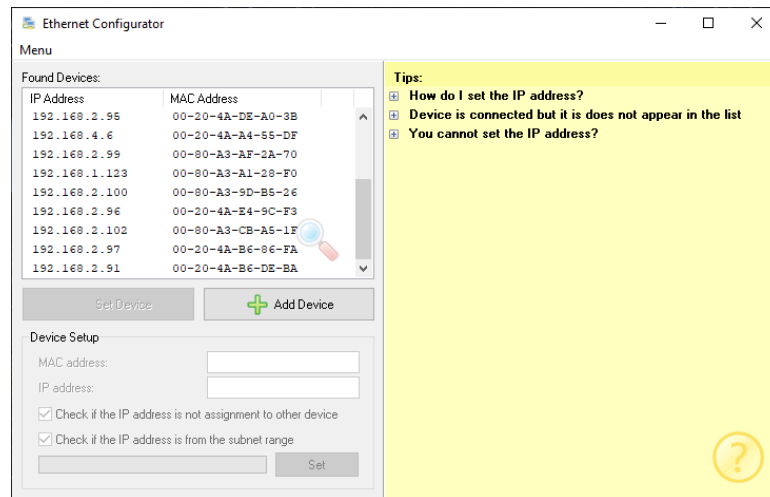 Ethernet Configurator
Menu
Found Devices:
IP Address MAC Address
192.168.2.95 00-20-4A-DE-A0-3B
192.168.4.6 00-20-4A-A4-55-DF
192.168.2.99 00-80-A3-AF-2A-70
192.168.1.123 00-80-A3-A1-28-F0
192.168.2.100 00-80-A3-9D-B5-26
192.168.2.96 00-20-4A-E4-9C-F3
192.168.2.102 00-80-A3-CB-A5-1F
192.168.2.97 00-20-4A-B6-86-FA
192.168.2.91 00-20-4A-B6-DE-BA
Set Device Add Device
Device Setup
MAC address:
IP address:
Check if the IP address is not assignment to other device
Check if the IP address is from the subnet range
Set
Tips:
How do I set the IP address?
Device is connected but it is does not appear in the list
You cannot set the IP address?
?